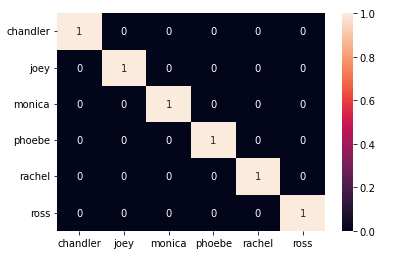 1.0
chandler 1 0 0 0 0 0
joey 0 1 0 0 0 0
0.8
monica 0 0 1 0 0 0
0.6
phoebe 0 0 0 1 0 0
0.4
rachel 0 0 0 0 1 0
0.2
ross 0 0 0 0 0 1
0.0
chandler joey monica phoebe rachel ross